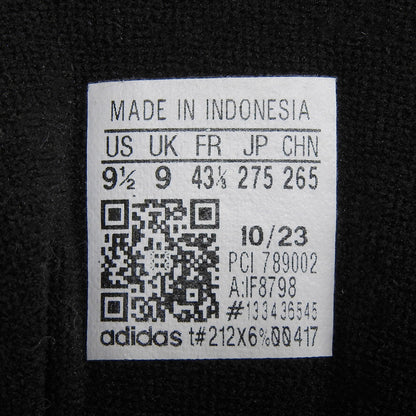 MADE IN INDONESIA
US UK FR JP CHN
9½ 9 43⅓ 275 265
10/23
PCI 789002
A:IF8798
#133436545
adidas t#212X6%00417